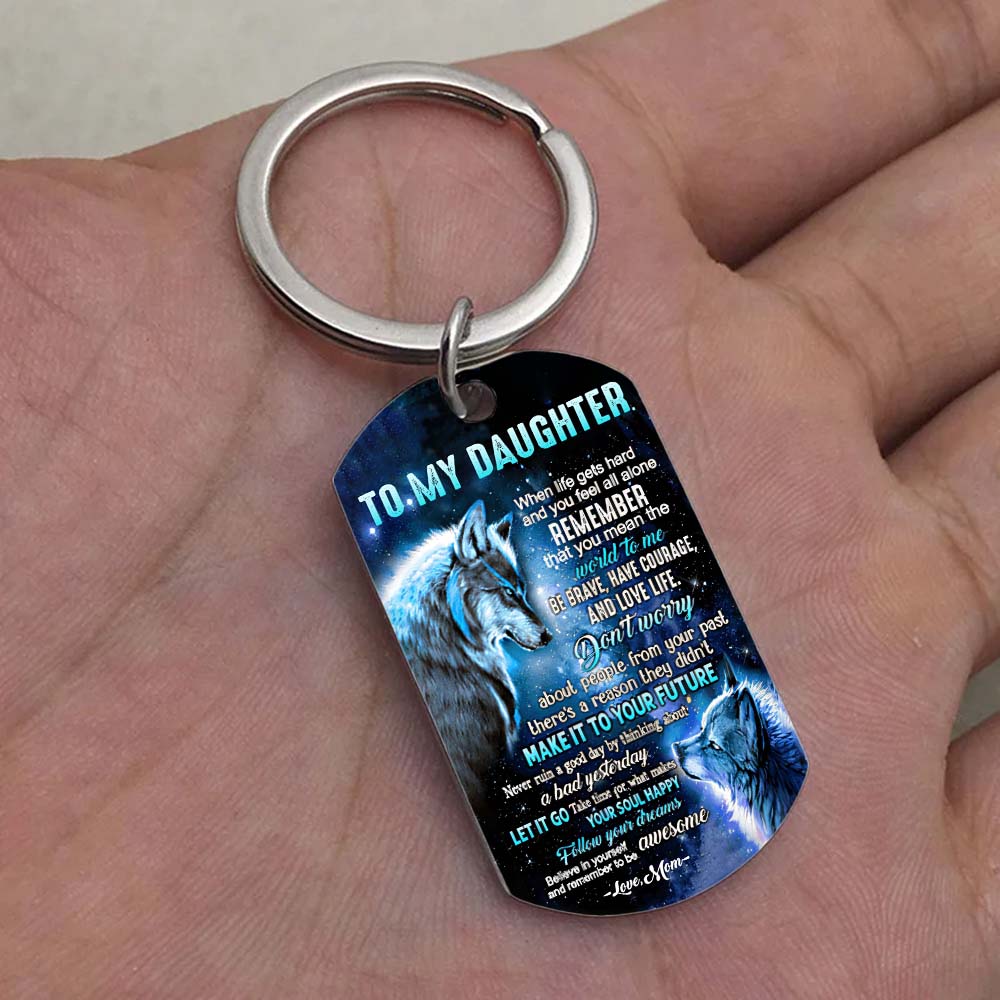 TO MY DAUGHTER
When life gets hard
and you feel all alone
REMEMBER
that you mean the
world to me
BE BRAVE, HAVE COURAGE,
AND LOVE LIFE.
Don't worry
about people from your past
there's a reason they didn't
MAKE IT TO YOUR FUTURE
Never ruin a good day by thinking about
a bad yesterday
LET IT GO Take time for what makes
YOUR SOUL HAPPY
Follow your dreams
Believe in yourself
and remember to be awesome
-Love, Mom-